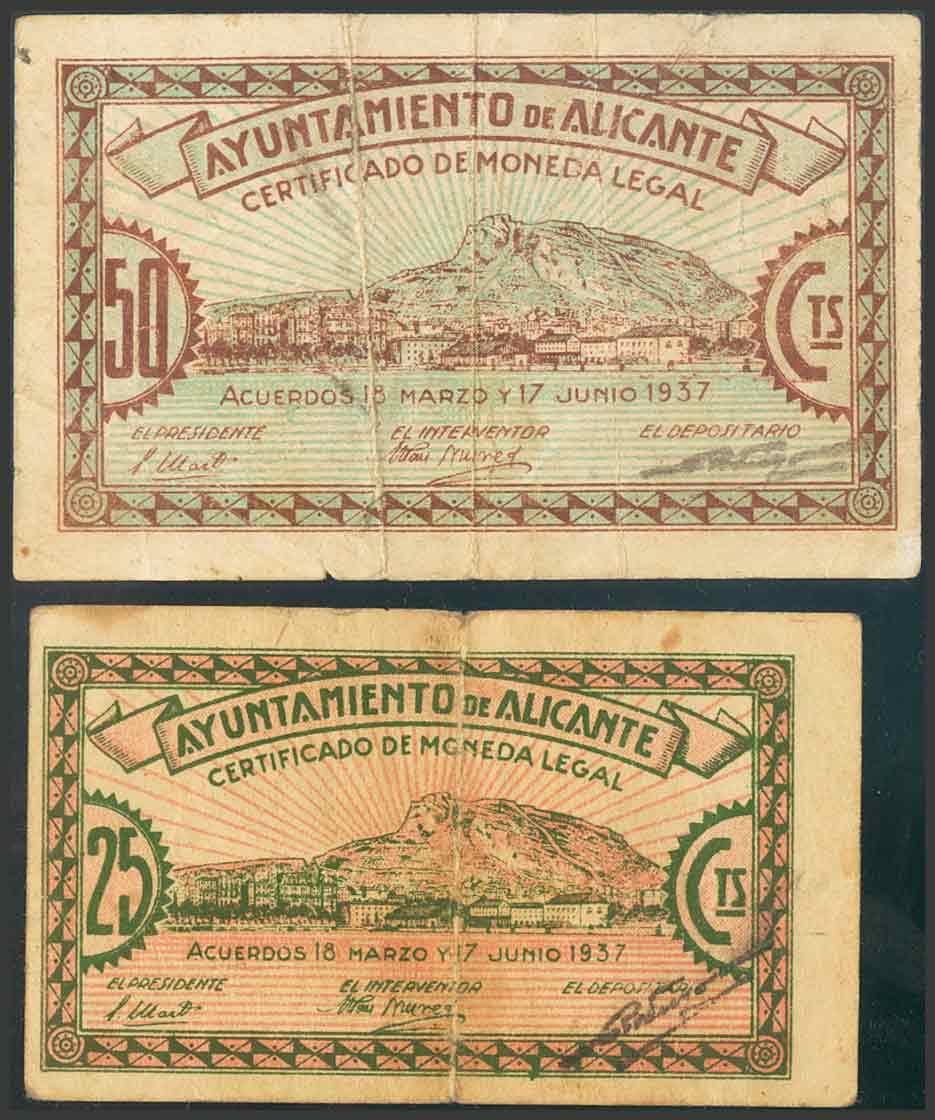 AYUNTAMIENTO DE ALICANTE
CERTIFICADO DE MONEDA LEGAL
50 CTS
ACUERDOS 18 MARZO Y 17 JUNIO 1937
EL PRESIDENTE EL INTERVENTOR EL DEPOSITARIO
AYUNTAMIENTO DE ALICANTE
CERTIFICADO DE MONEDA LEGAL
25 CTS
ACUERDOS 18 MARZO Y 17 JUNIO 1937
EL PRESIDENTE EL INTERVENTOR EL DEPOSITARIO